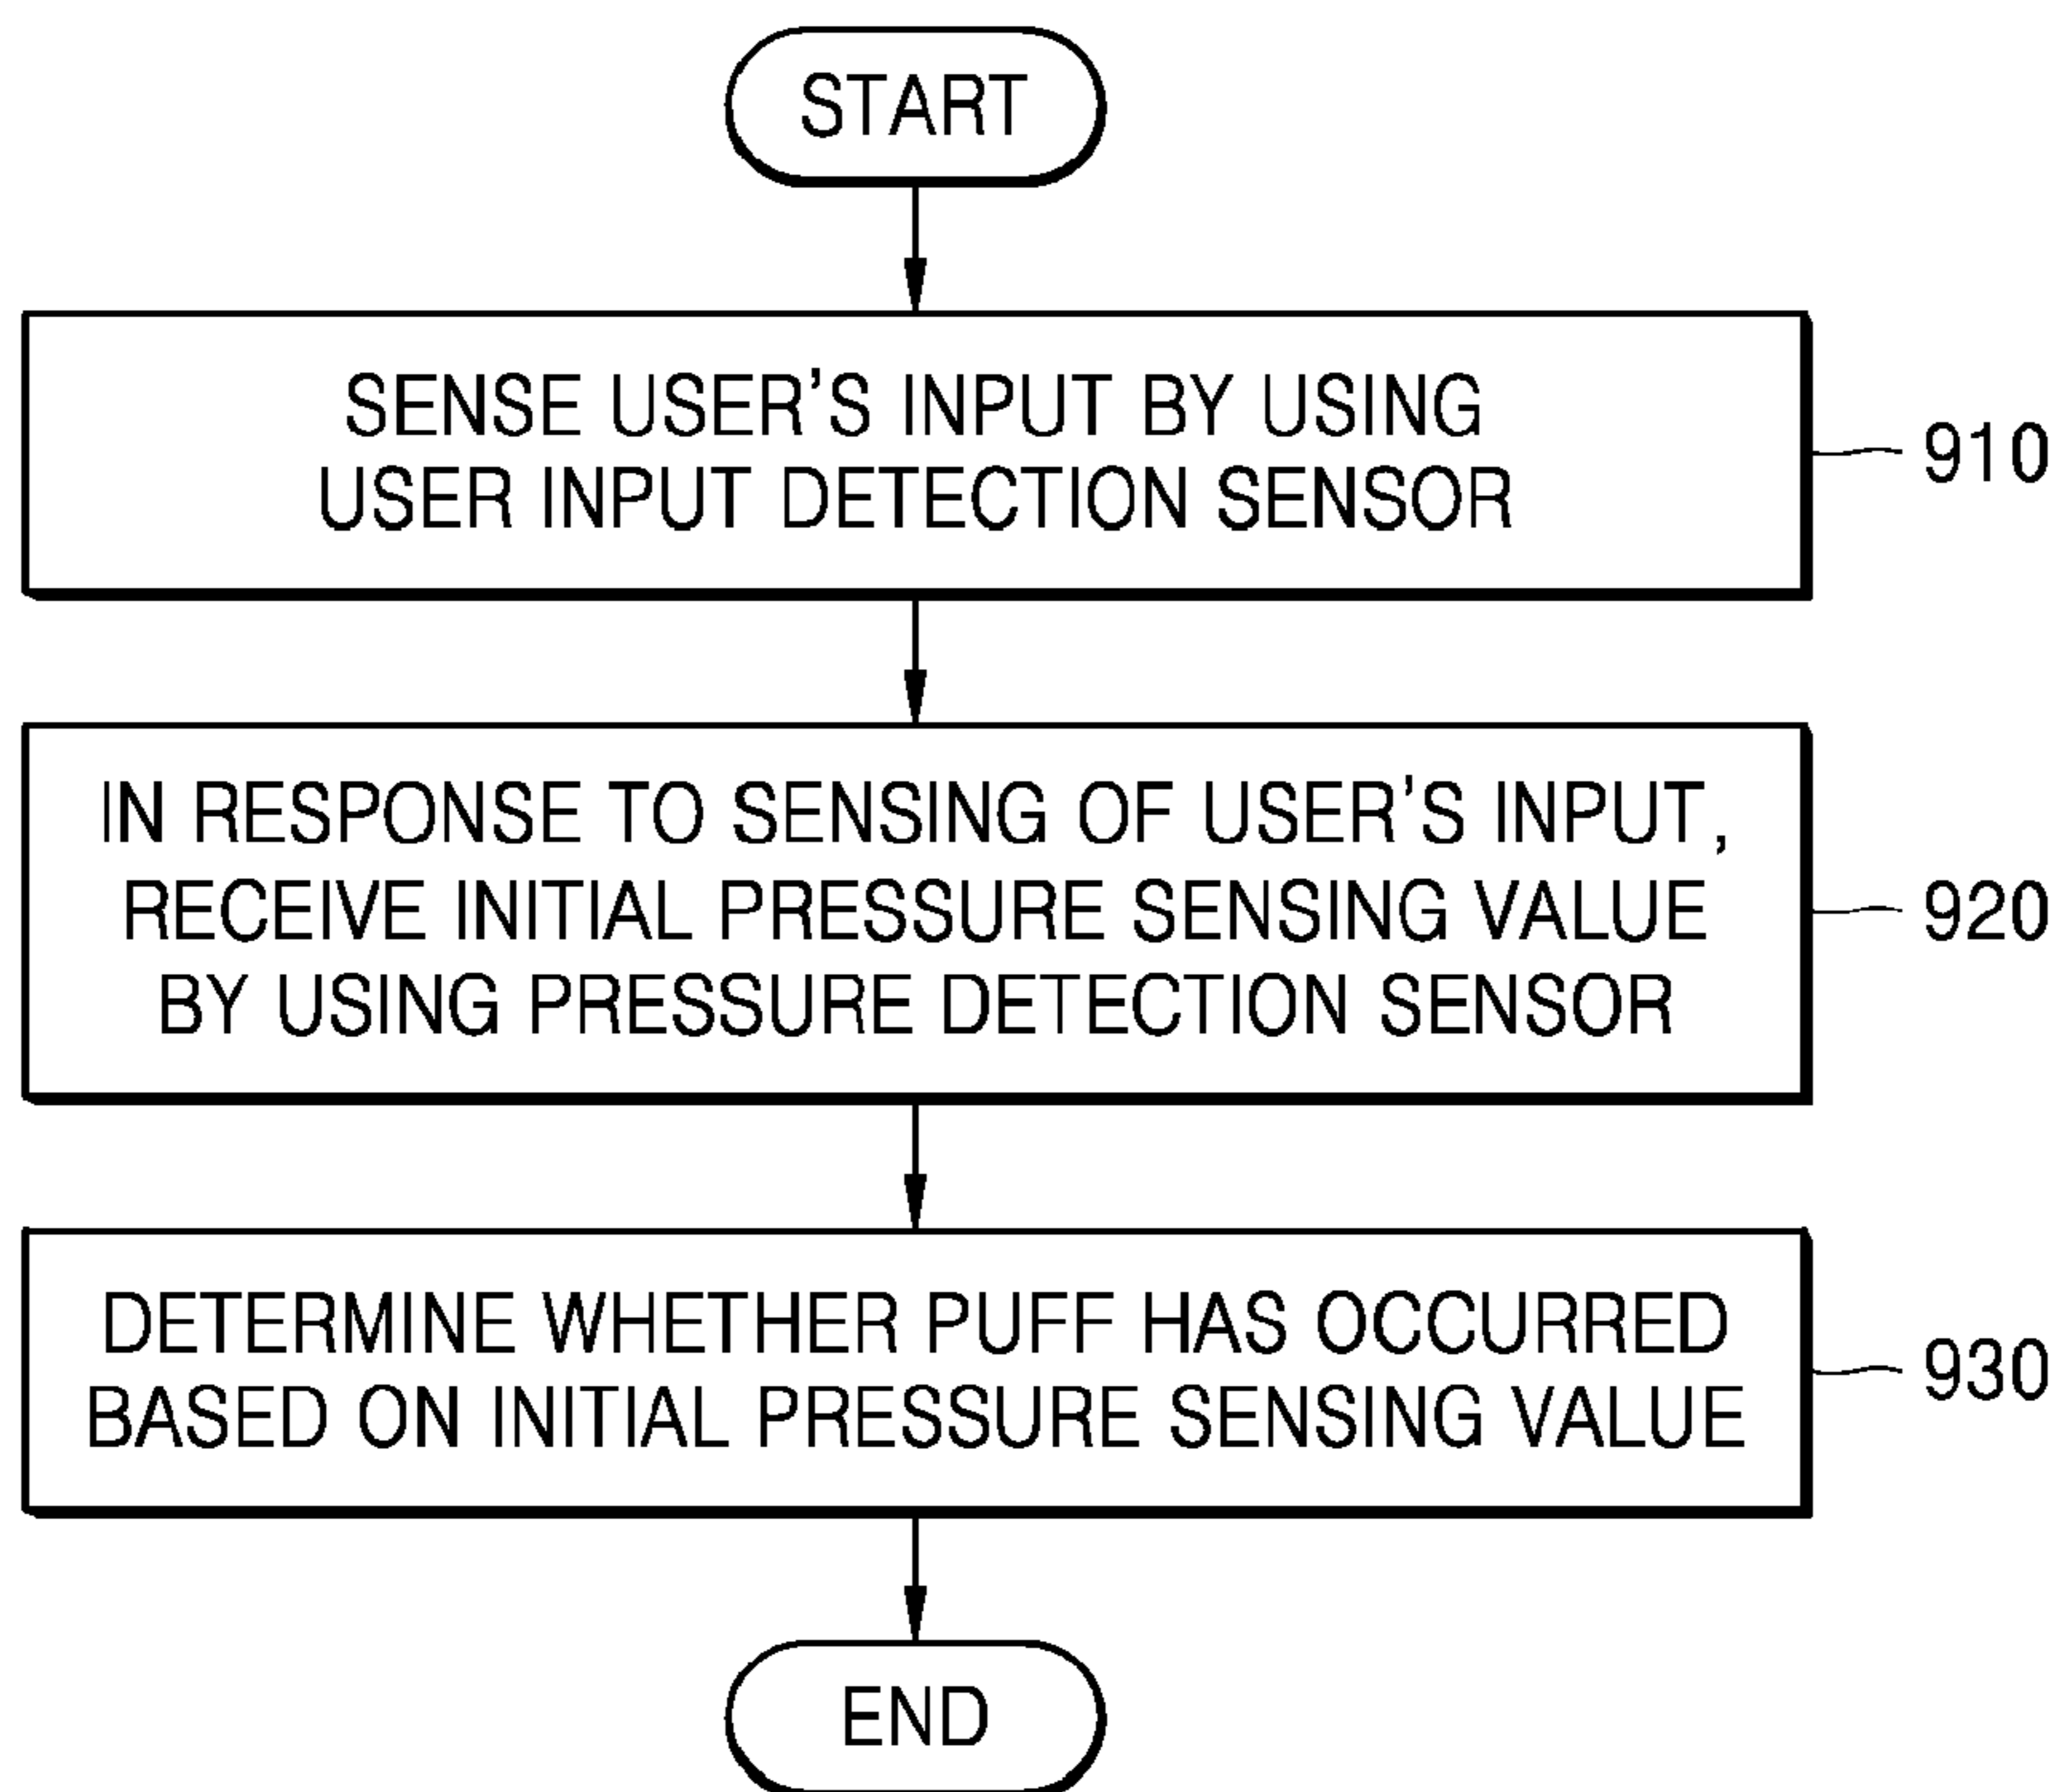 START
SENSE USER'S INPUT BY USING
USER INPUT DETECTION SENSOR
910
IN RESPONSE TO SENSING OF USER'S INPUT,
RECEIVE INITIAL PRESSURE SENSING VALUE
BY USING PRESSURE DETECTION SENSOR
920
DETERMINE WHETHER PUFF HAS OCCURRED
BASED ON INITIAL PRESSURE SENSING VALUE
930
END